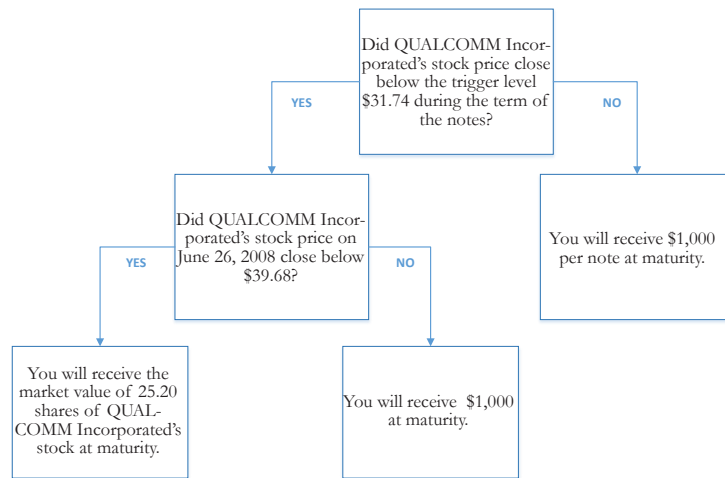 Did QUALCOMM Incor-
porated's stock price close
below the trigger level
$31.74 during the term of
the notes?
YES
NO
Did QUALCOMM Incor-
porated's stock price on
June 26, 2008 close below
$39.68?
You will receive $1,000
per note at maturity.
YES
NO
You will receive the
market value of 25.20
shares of QUAL-
COMM Incorporated's
stock at maturity.
You will receive $1,000
at maturity.